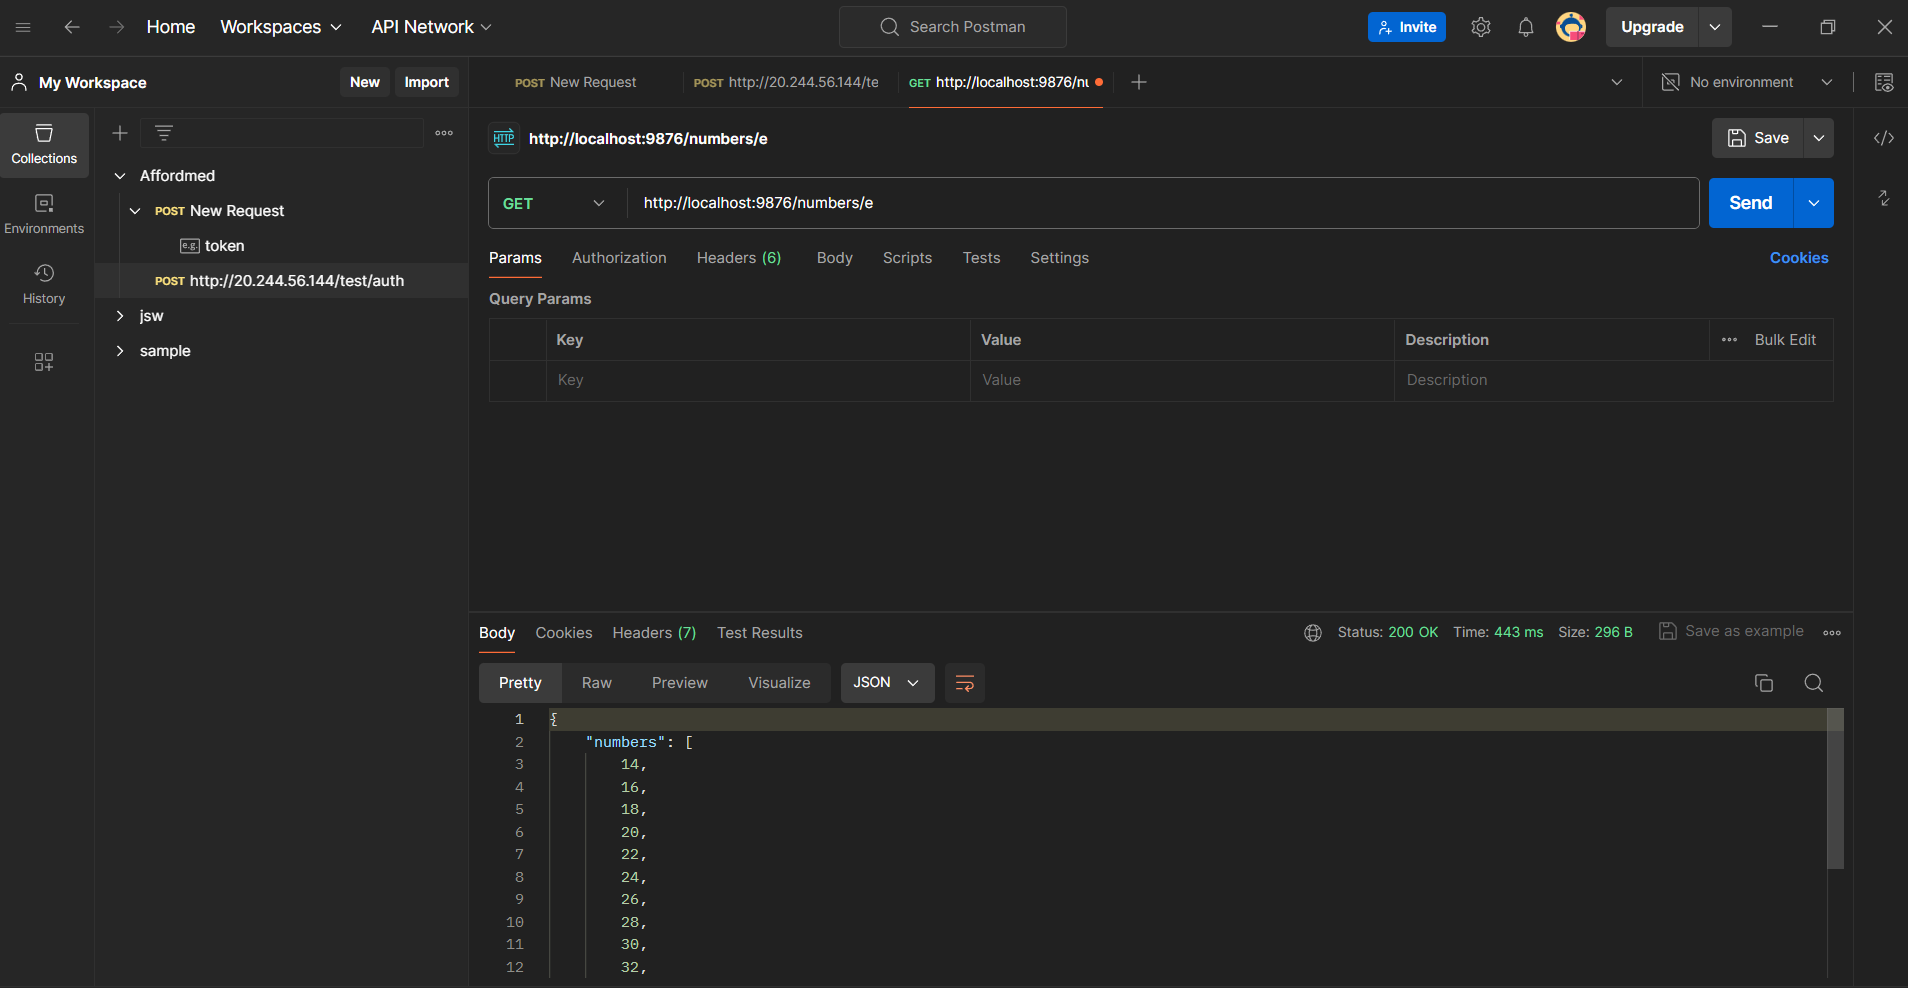 Home Workspaces API Network Search Postman Invite Upgrade
My Workspace New Import
POST New Request POST http://20.244.56.144/te GET http://localhost:9876/nu No environment
Collections
Environments
History
Affordmed
POST New Request
e.g. token
POST http://20.244.56.144/test/auth
jsw
sample
HTTP http://localhost:9876/numbers/e Save
GET http://localhost:9876/numbers/e Send
Params Authorization Headers (6) Body Scripts Tests Settings Cookies
Query Params
Key Value Description Bulk Edit
Key Value Description
Body Cookies Headers (7) Test Results Status: 200 OK Time: 443 ms Size: 296 B Save as example
Pretty Raw Preview Visualize JSON
1 {
2 "numbers": [
3 14,
4 16,
5 18,
6 20,
7 22,
8 24,
9 26,
10 28,
11 30,
12 32,